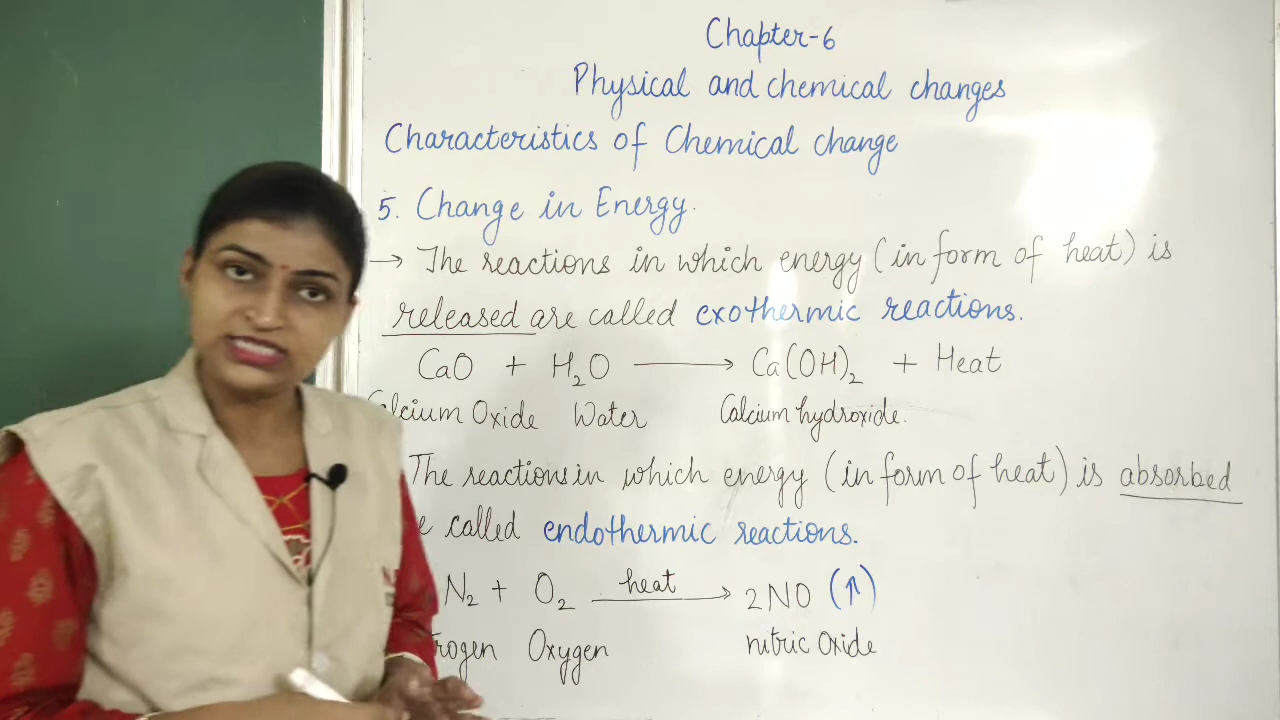 Chapter-6
Physical and chemical changes
Characteristics of Chemical change
5. Change in Energy.
→ The reactions in which energy (in form of heat) is
released are called exothermic reactions.
CaO + H₂O ⟶ Ca(OH)₂ + Heat
alcium Oxide Water Calcium hydroxide.
The reactions in which energy (in form of heat) is absorbed
e called endothermic reactions.
N₂ + O₂ heat⟶ 2NO (↑)
rogen Oxygen nitric Oxide